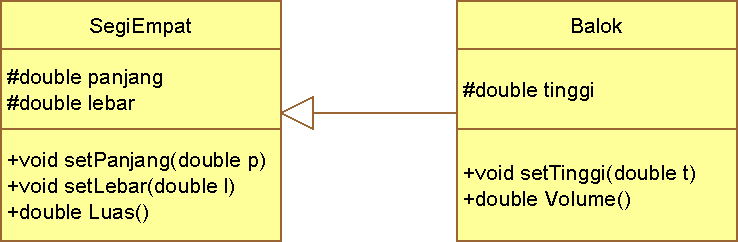 SegiEmpat
#double panjang
#double lebar
+void setPanjang(double p)
+void setLebar(double l)
+double Luas()
Balok
#double tinggi
+void setTinggi(double t)
+double Volume()